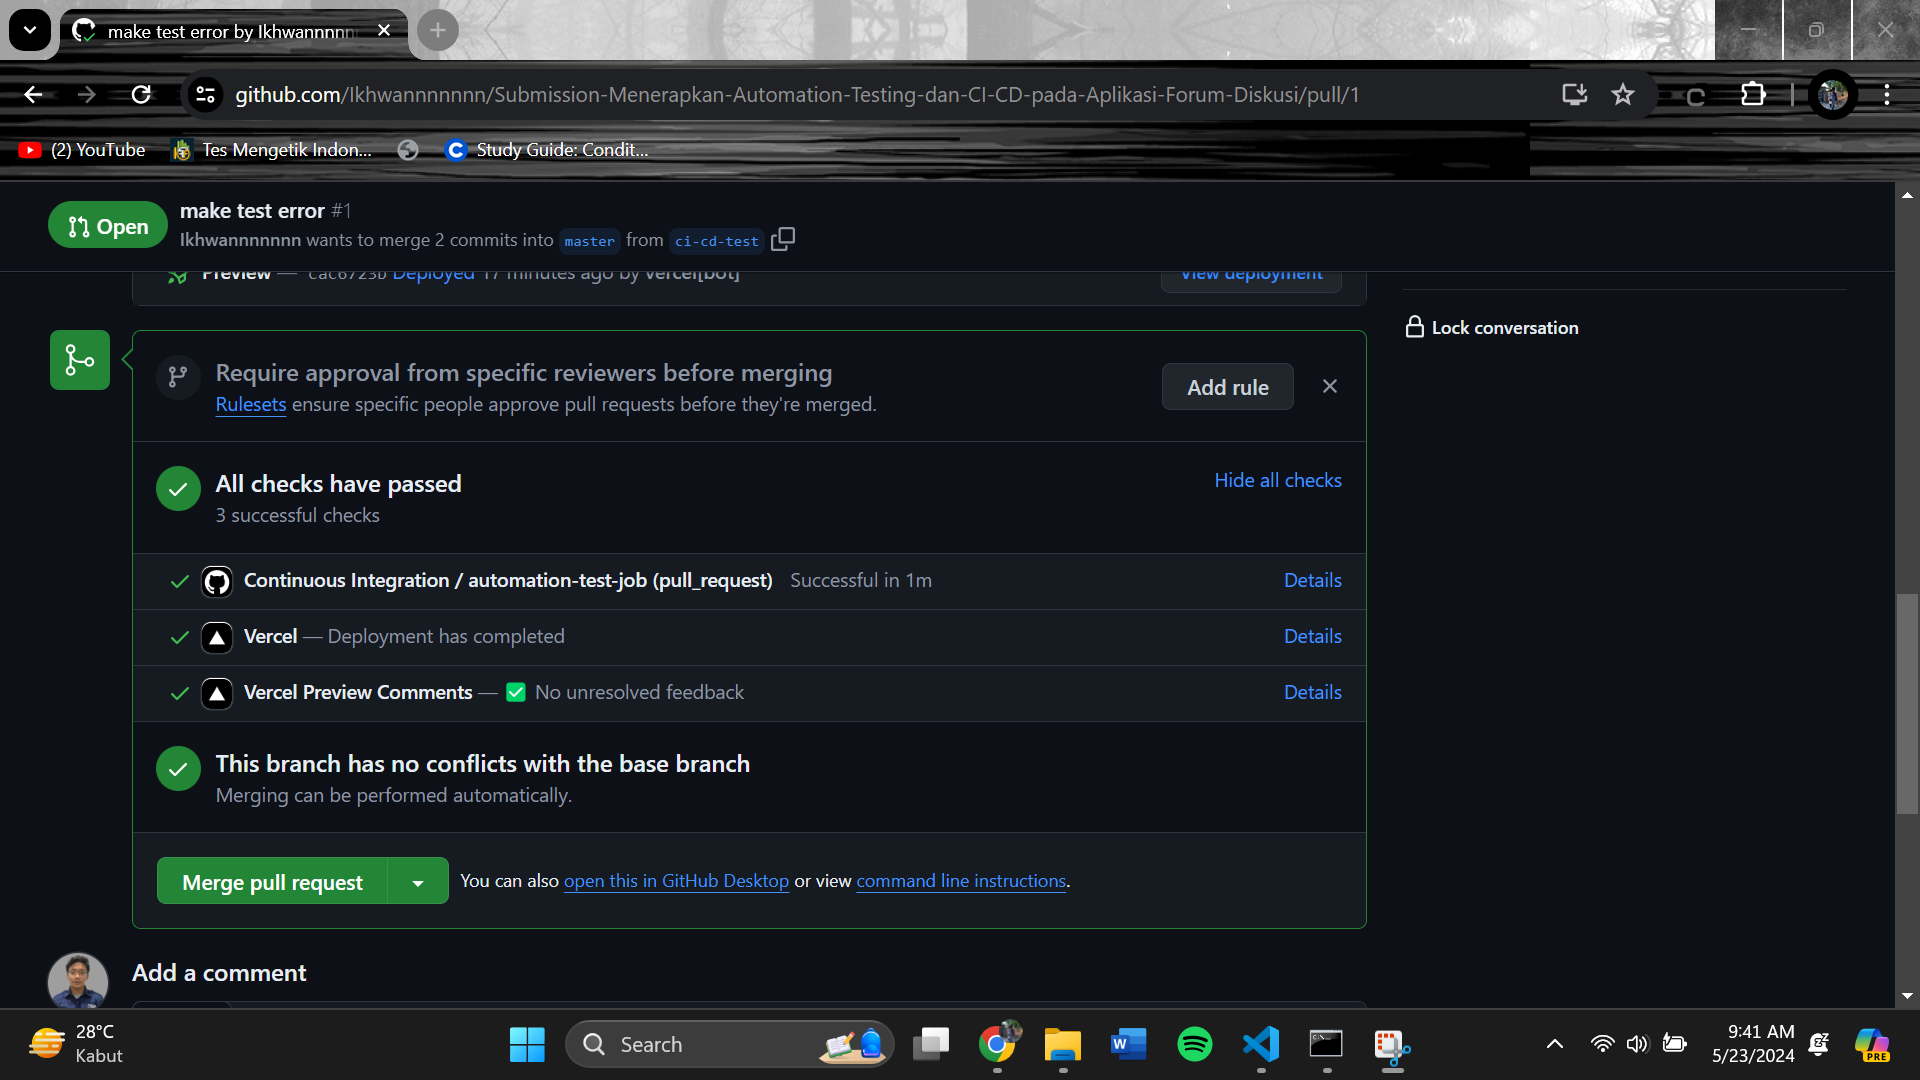 make test error by Ikhwannnnn
github.com/Ikhwannnnnnn/Submission-Menerapkan-Automation-Testing-dan-CI-CD-pada-Aplikasi-Forum-Diskusi/pull/1
(2) YouTube
Tes Mengetik Indon...
Study Guide: Condit...
Open
make test error #1
Ikhwannnnnnn wants to merge 2 commits into master from ci-cd-test
Preview — cac6723b Deployed 17 minutes ago by vercel[bot]
View deployment
Lock conversation
Require approval from specific reviewers before merging
Rulesets ensure specific people approve pull requests before they're merged.
Add rule
All checks have passed
3 successful checks
Hide all checks
Continuous Integration / automation-test-job (pull_request) Successful in 1m
Details
Vercel — Deployment has completed
Details
Vercel Preview Comments — ✅ No unresolved feedback
Details
This branch has no conflicts with the base branch
Merging can be performed automatically.
Merge pull request
You can also open this in GitHub Desktop or view command line instructions.
Add a comment
28°C
Kabut
Search
9:41 AM
5/23/2024
PRE